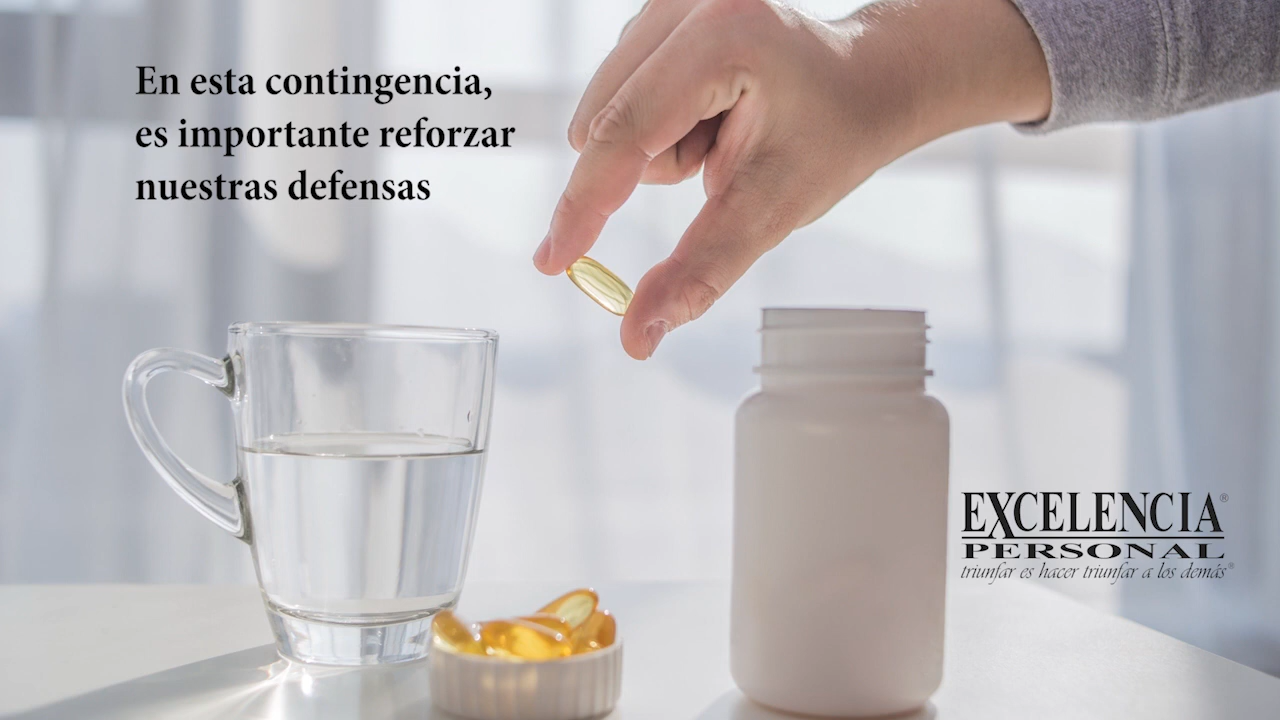 En esta contingencia,
es importante reforzar
nuestras defensas
EXCELENCIA®
PERSONAL
triunfar es hacer triunfar a los demás®